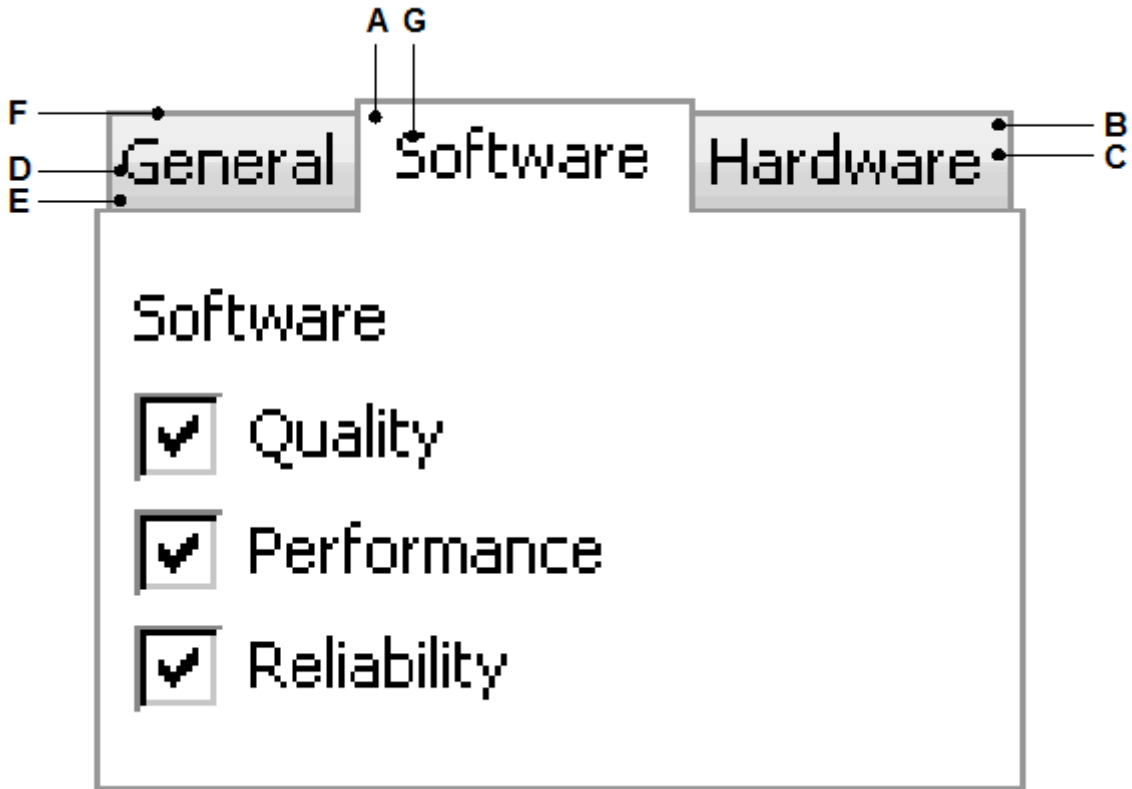 A G
F
B
D
C
E
General Software Hardware
Software
Quality
Performance
Reliability